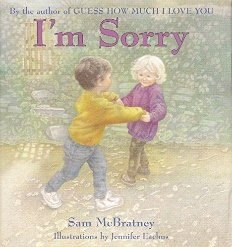 By the author of GUESS HOW MUCH I LOVE YOU
I'm Sorry
Sam McBratney
Illustrations by Jennifer Eachus